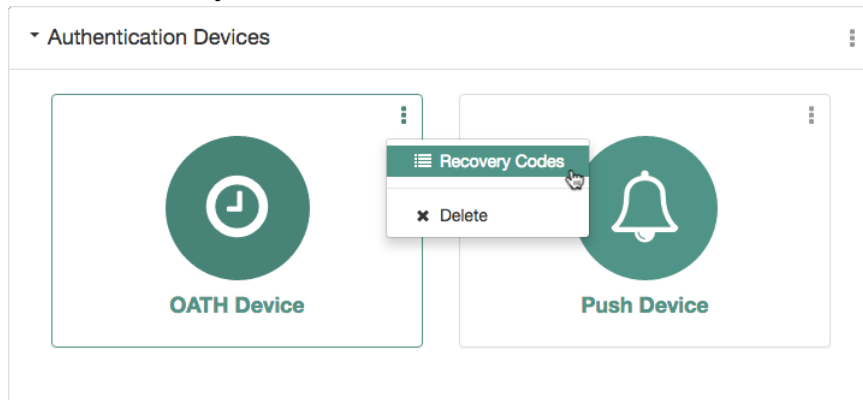 Authentication Devices
Recovery Codes
Delete
OATH Device
Push Device